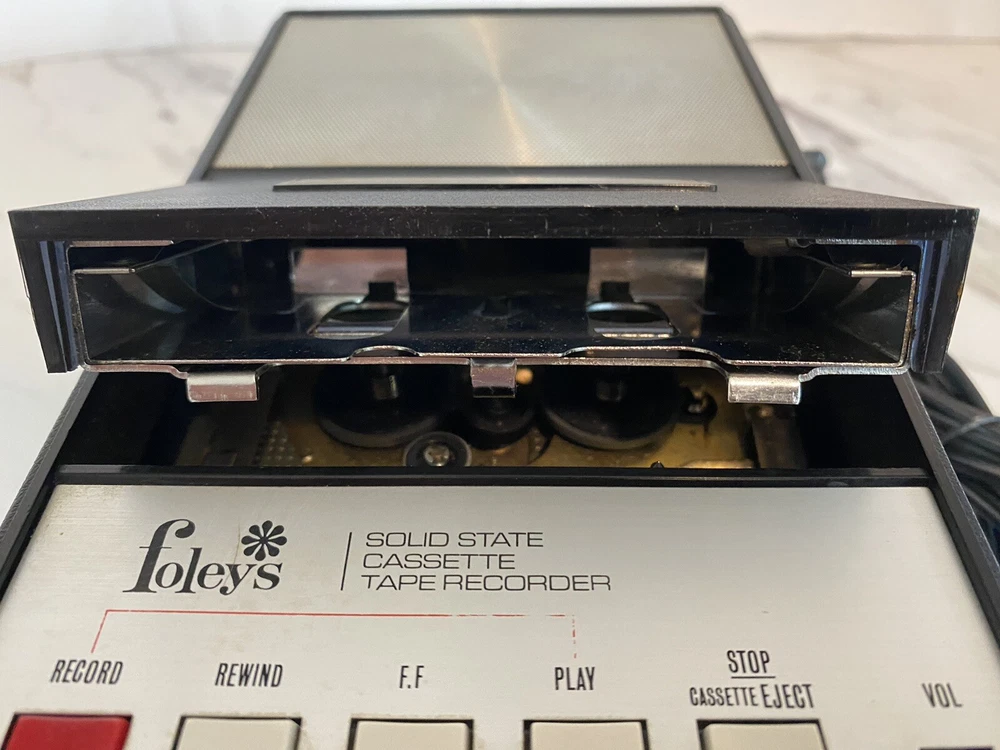 foleys
SOLID STATE
CASSETTE
TAPE RECORDER
RECORD
REWIND
F.F
PLAY
STOP
CASSETTE EJECT
VOL